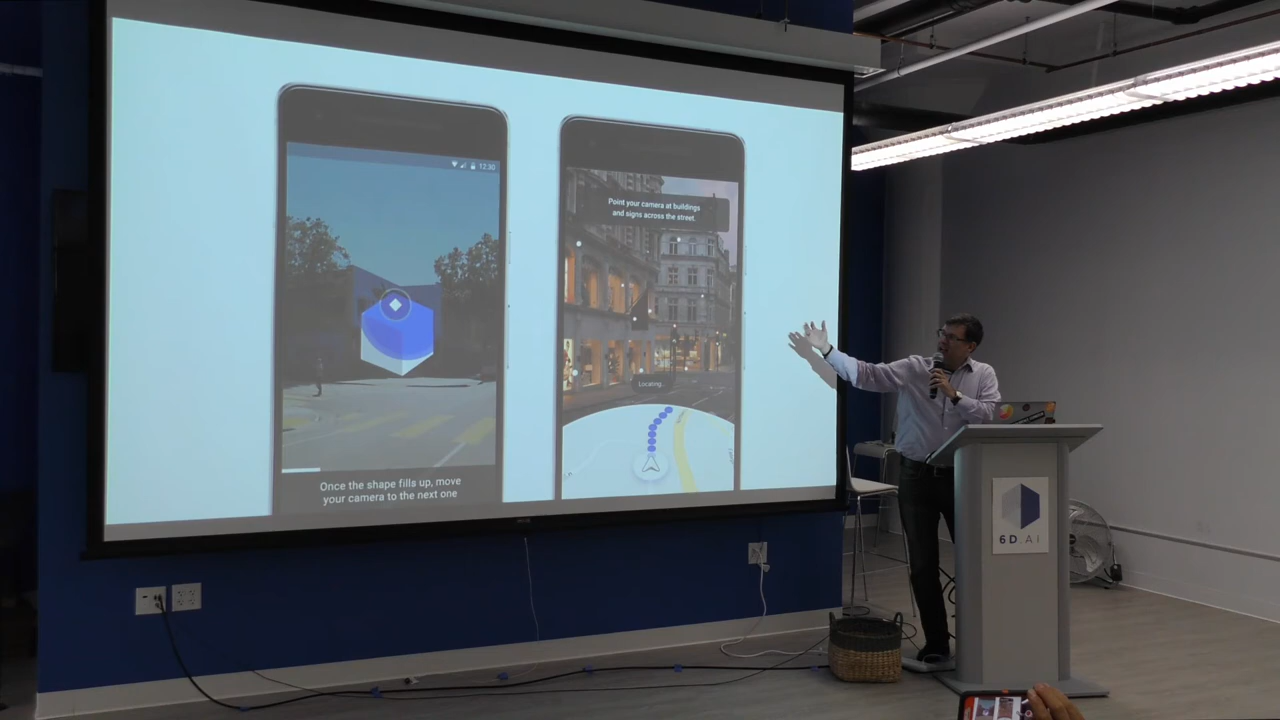 12:30
Once the shape fills up, move
your camera to the next one
Point your camera at buildings
and signs across the street.
Locating...
6D.Ai